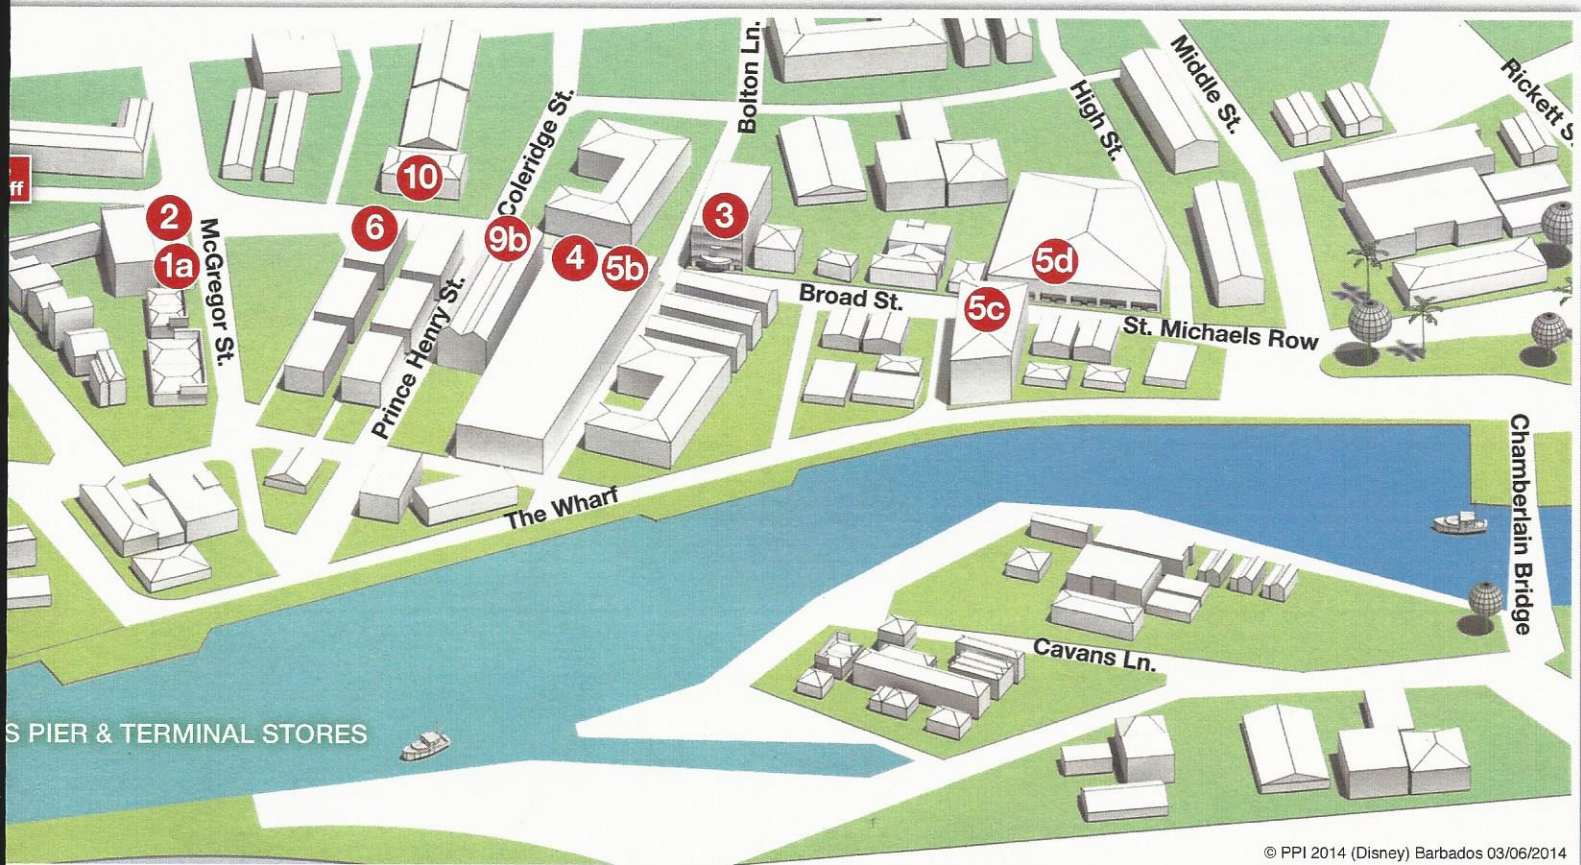 Bolton Ln.
Middle St.
Rickett S
High St.
Coleridge St.
ff
10
2
McGregor St.
6
9b
3
1a
4
5b
5d
Broad St.
5c
St. Michaels Row
Prince Henry St.
The Wharf
Chamberlain Bridge
Cavans Ln.
S PIER & TERMINAL STORES
© PPI 2014 (Disney) Barbados 03/06/2014